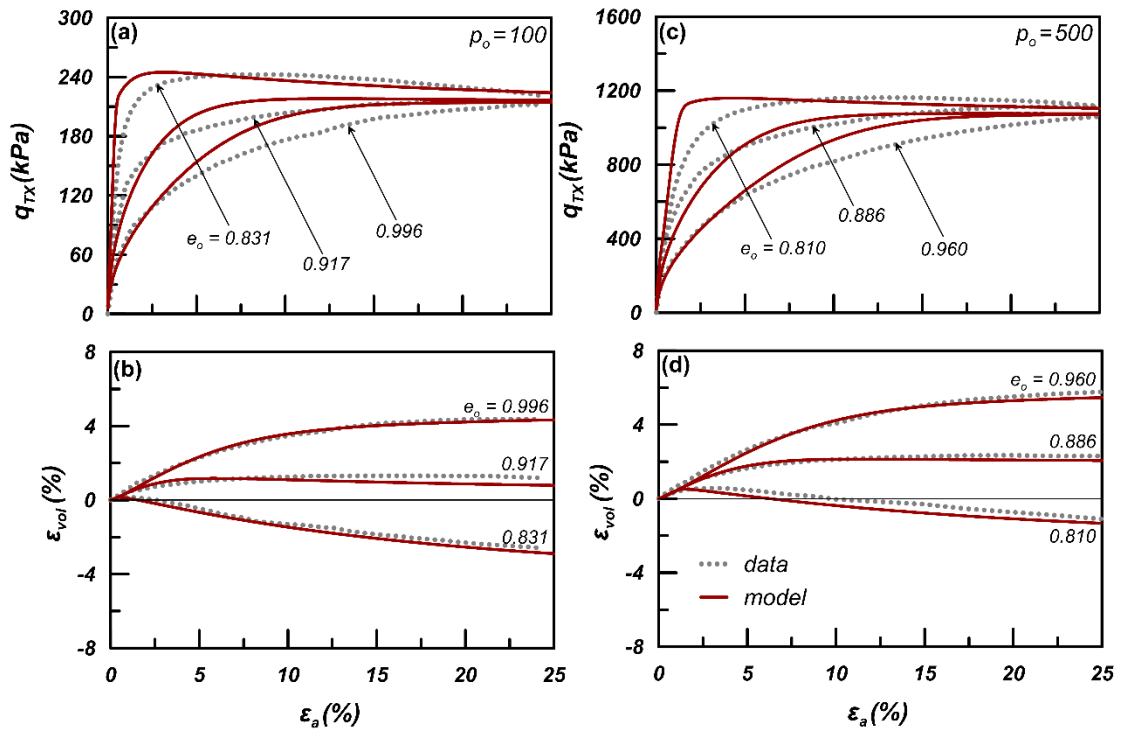 (a)
p_o = 100
q_TX (kPa)
300
240
180
120
60
0
e_o = 0.831
0.917
0.996
(c)
p_o = 500
q_TX (kPa)
1600
1200
800
400
0
e_o = 0.810
0.886
0.960
(b)
ε_vol (%)
8
4
0
-4
-8
e_o = 0.996
0.917
0.831
0 5 10 15 20 25
ε_a (%)
(d)
ε_vol (%)
8
4
0
-4
-8
e_o = 0.960
0.886
0.810
data
model
0 5 10 15 20 25
ε_a (%)